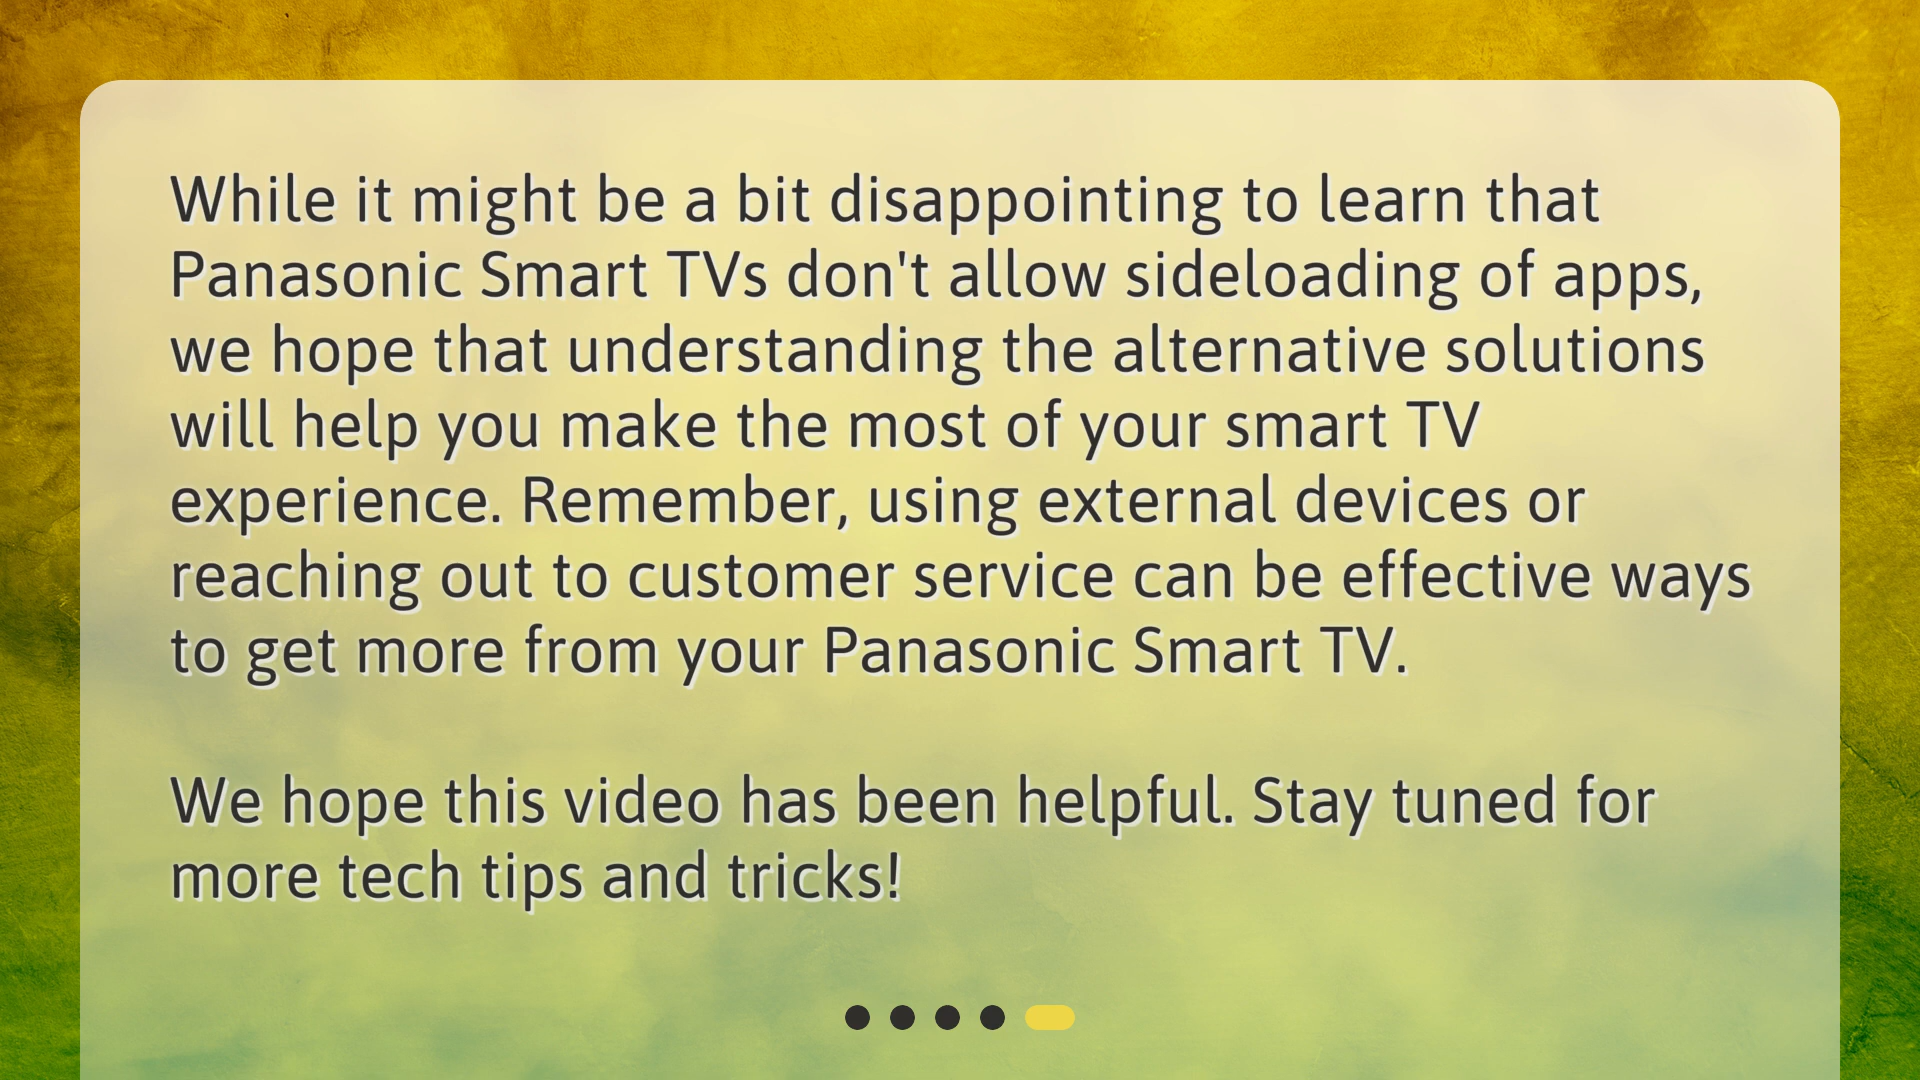 While it might be a bit disappointing to learn that
Panasonic Smart TVs don't allow sideloading of apps,
we hope that understanding the alternative solutions
will help you make the most of your smart TV
experience. Remember, using external devices or
reaching out to customer service can be effective ways
to get more from your Panasonic Smart TV.
We hope this video has been helpful. Stay tuned for
more tech tips and tricks!